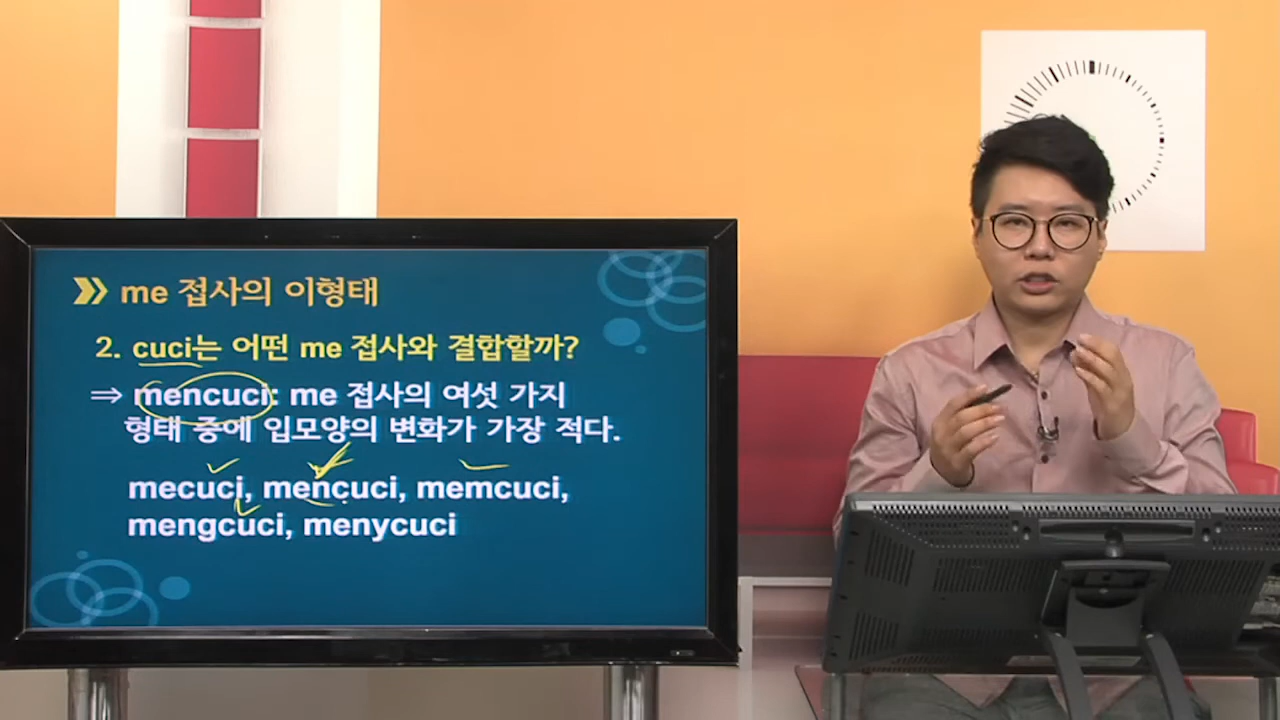 me 접사의 이형태
2. cuci는 어떤 me 접사와 결합할까?
⇒ mencuci: me 접사의 여섯 가지
형태 중에 입모양의 변화가 가장 적다.
mecuci, mencuci, memcuci,
mengcuci, menycuci